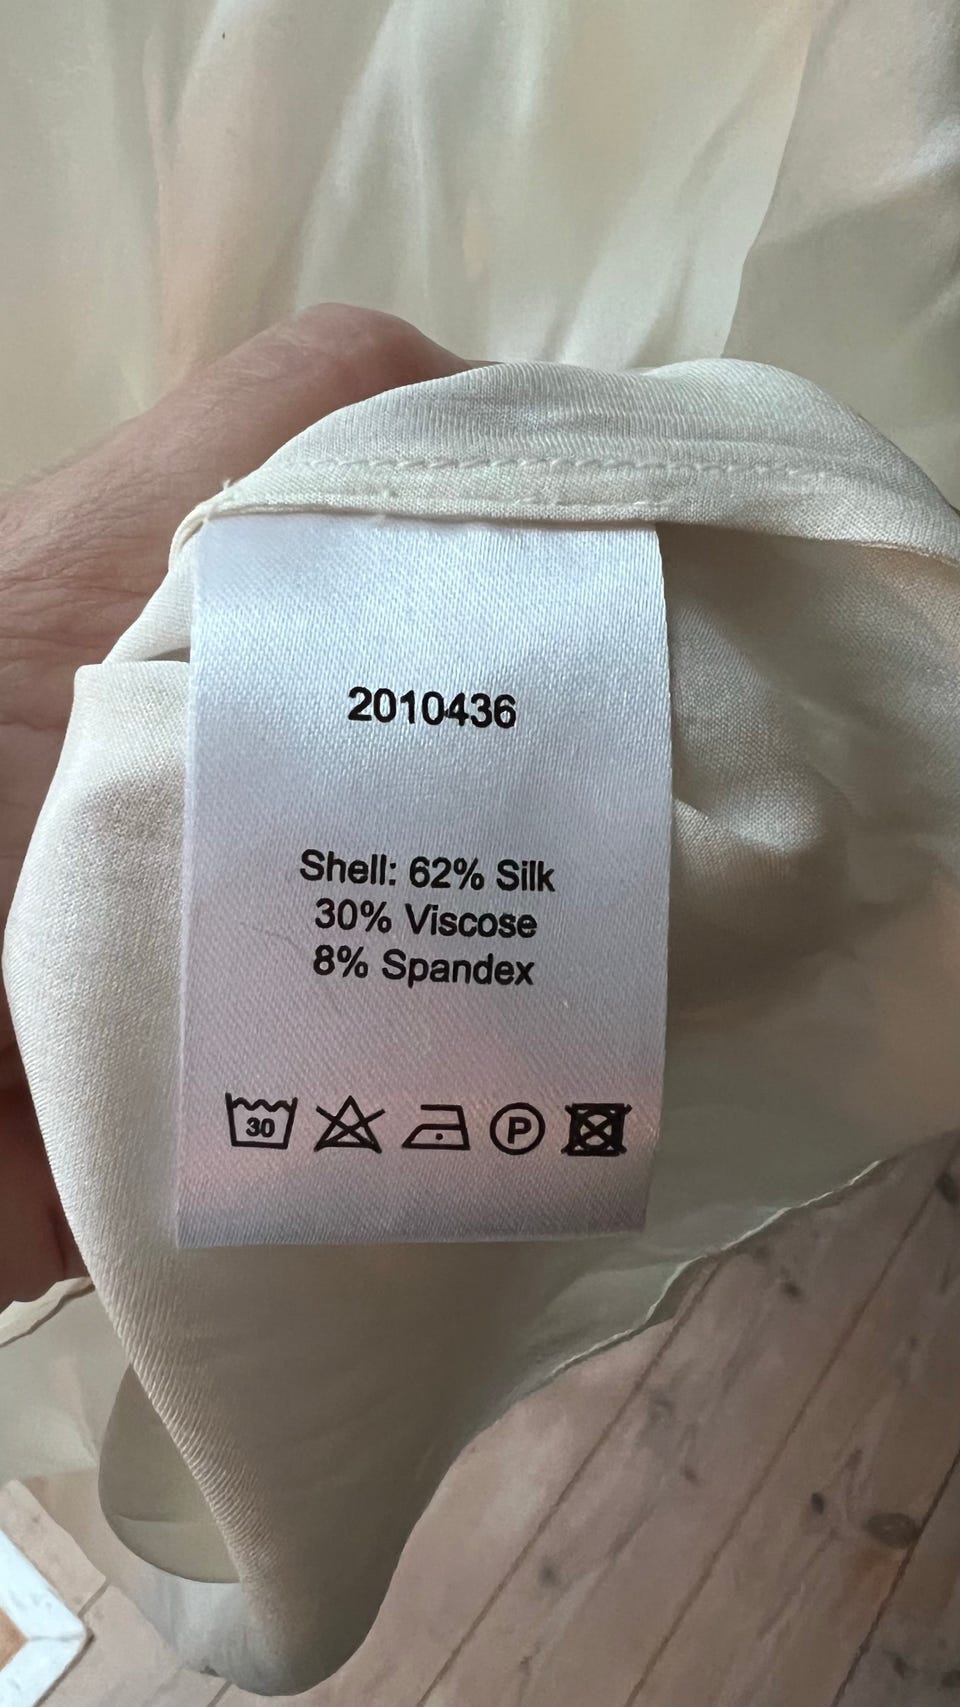 2010436
Shell: 62% Silk
30% Viscose
8% Spandex
30 P